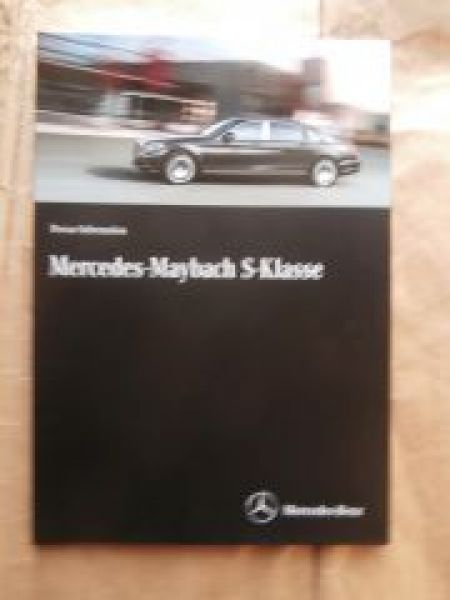 Presse-Information
Mercedes-Maybach S-Klasse
Mercedes-Benz